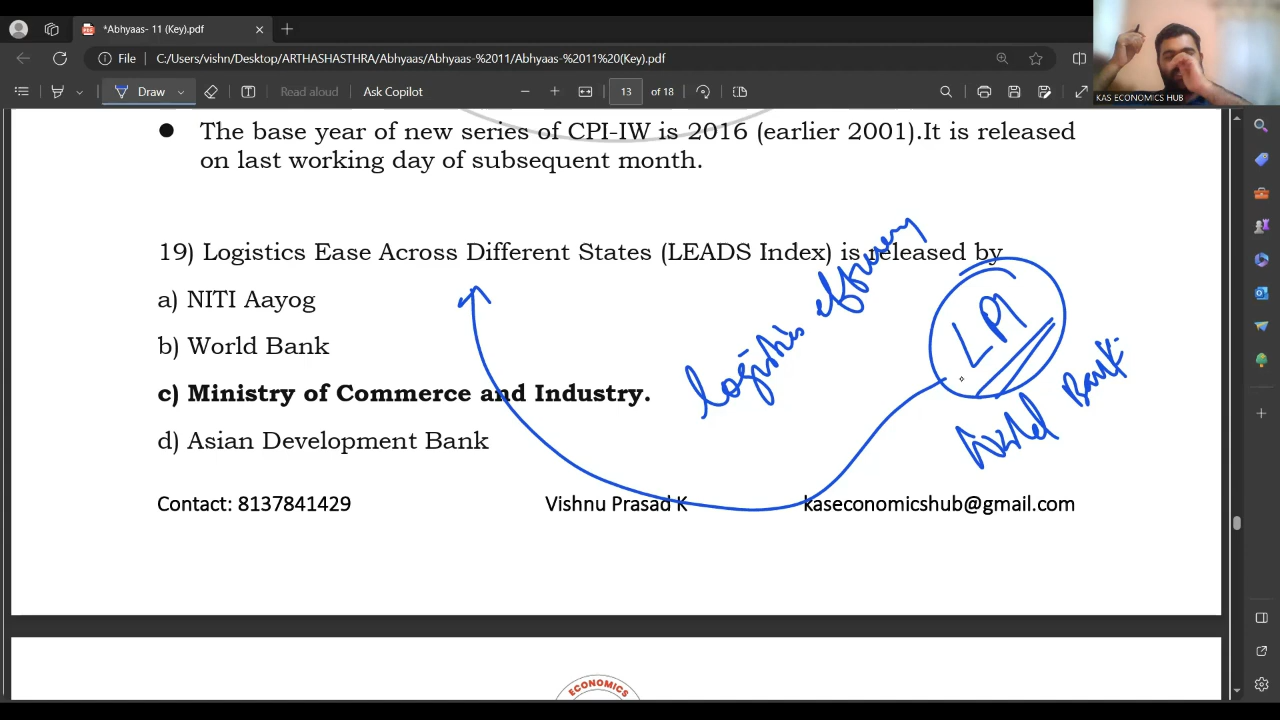 *Abhyaas- 11 (Key).pdf
File C:/Users/vishn/Desktop/ARTHASHASTHRA/Abhyaas/Abhyaas-%2011/Abhyaas-%2011%20(Key).pdf
Draw Read aloud Ask Copilot 13 of 18
KAS ECONOMICS HUB
● The base year of new series of CPI-IW is 2016 (earlier 2001).It is released
on last working day of subsequent month.
19) Logistics Ease Across Different States (LEADS Index) is released by
a) NITI Aayog
b) World Bank
c) Ministry of Commerce and Industry.
d) Asian Development Bank
logistics efficiency
LPI
World Bank
Contact: 8137841429 Vishnu Prasad K kaseconomicshub@gmail.com
ECONOMICS